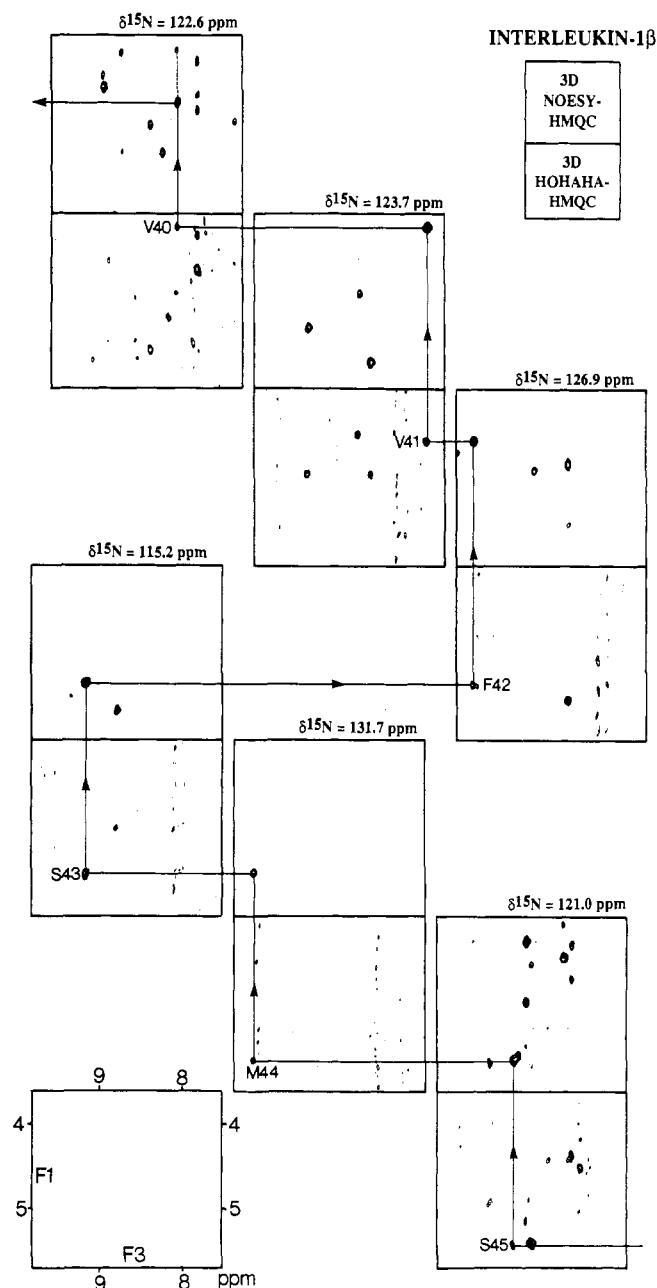 δ15N = 122.6 ppm
INTERLEUKIN-1β
3D
NOESY-
HMQC
3D
HOHAHA-
HMQC
δ15N = 123.7 ppm
V40
δ15N = 126.9 ppm
V41
δ15N = 115.2 ppm
F42
δ15N = 131.7 ppm
S43
δ15N = 121.0 ppm
M44
9 8
4 4
F1
5 5
S45
F3
9 8 ppm